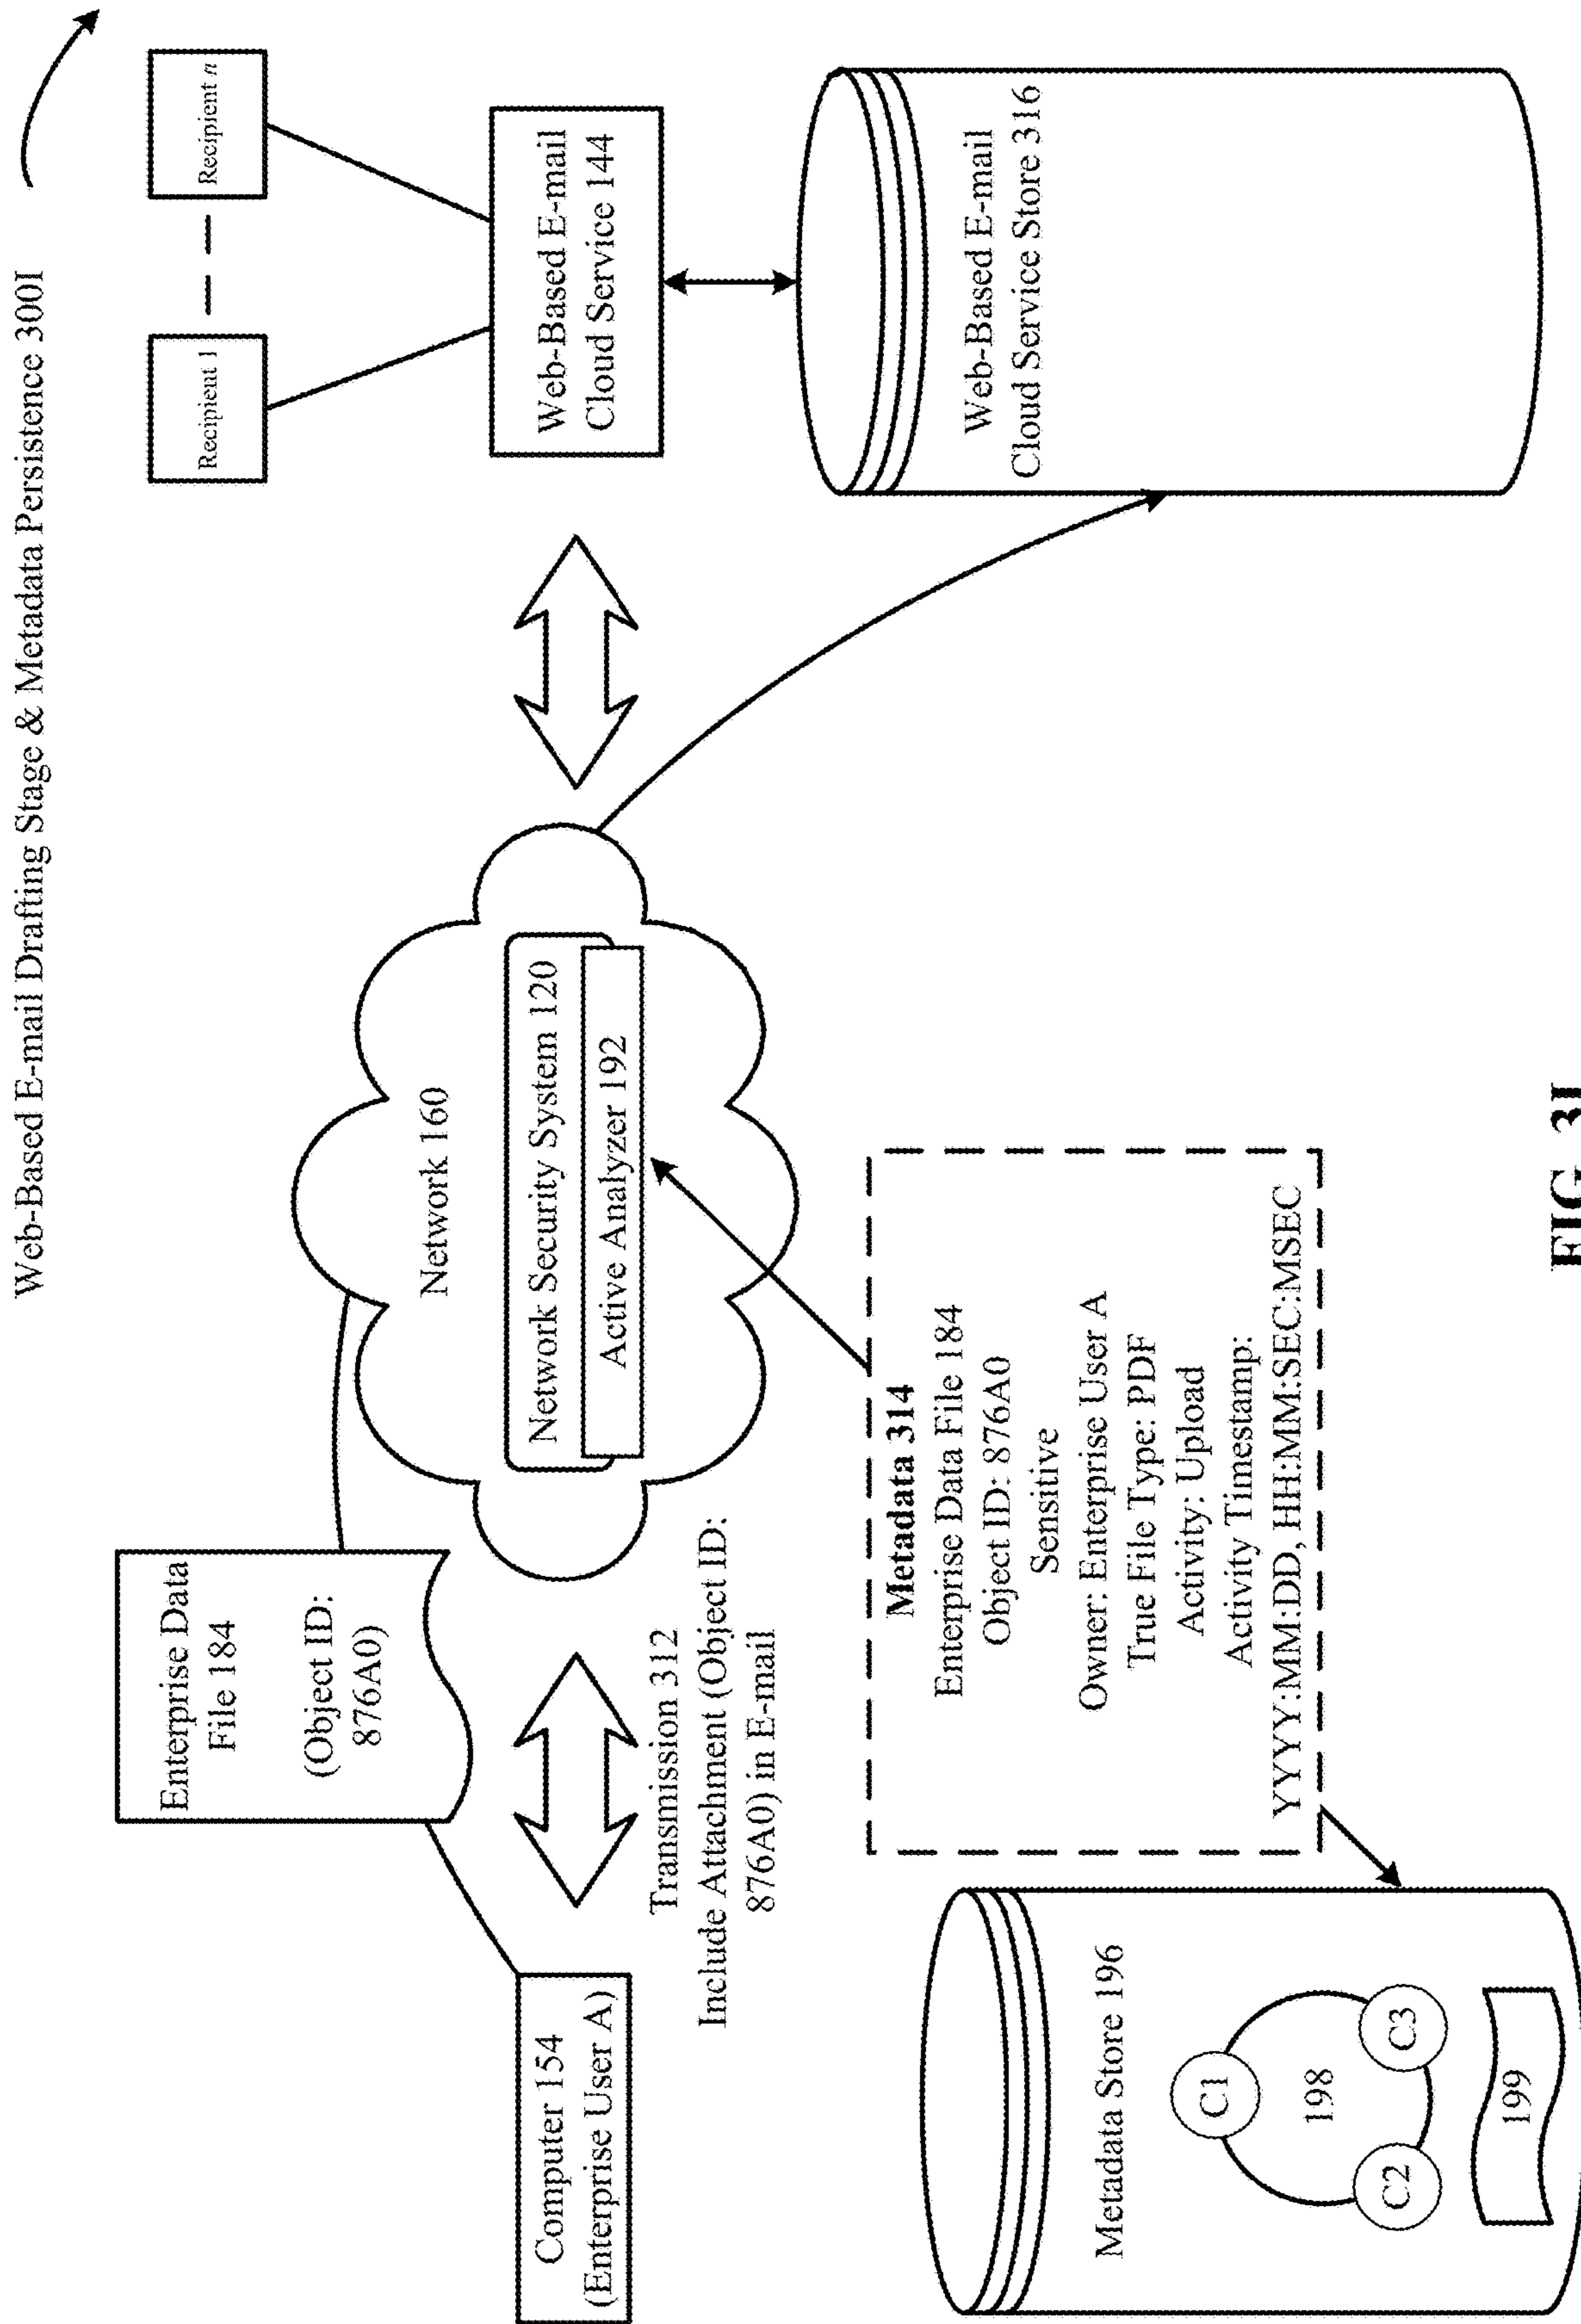 Web-Based E-mail Drafting Stage & Metadata Persistence 300I
Recipient 1
Recipient n
Enterprise Data
File 184
(Object ID:
876A0)
Network 160
Web-Based E-mail
Cloud Service 144
Computer 154
(Enterprise User A)
Network Security System 120
Active Analyzer 192
Transmission 312
Include Attachment (Object ID:
876A0) in E-mail
Metadata 314
Enterprise Data File 184
Object ID: 876A0
Sensitive
Owner: Enterprise User A
True File Type: PDF
Activity: Upload
Activity Timestamp:
YYYY:MM:DD, HH:MM:SEC:MSEC
Web-Based E-mail
Cloud Service Store 316
Metadata Store 196
C1
198
C2
C3
199
FIG. 3I